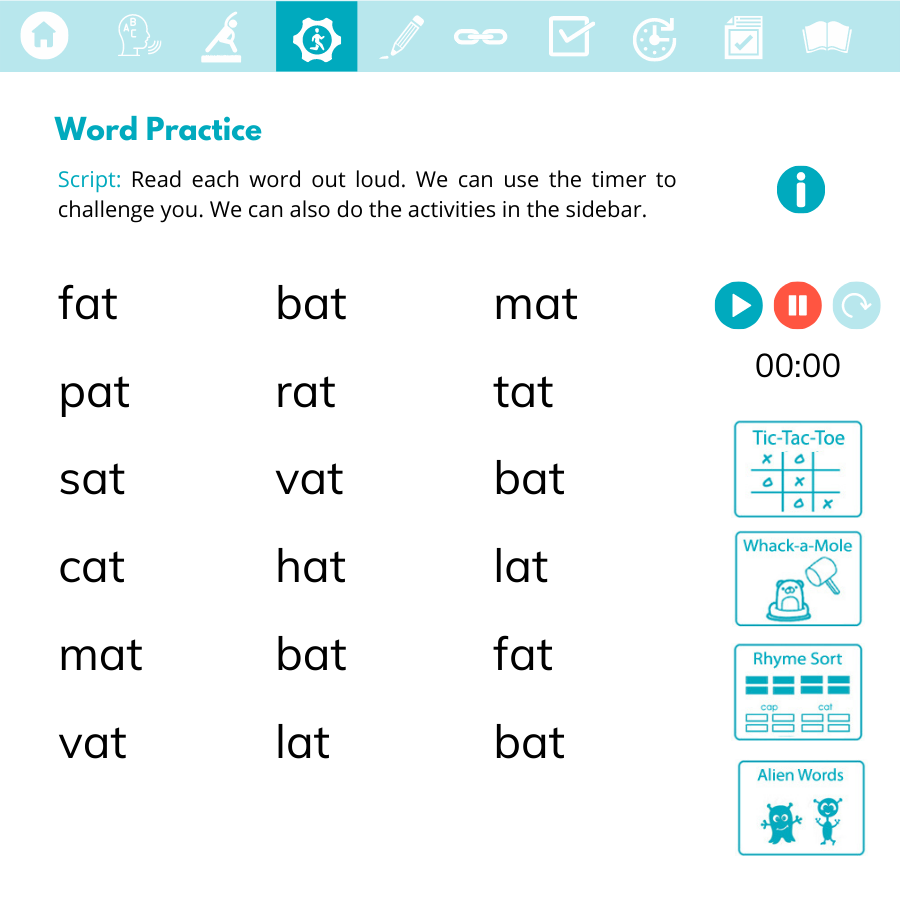 B
A C
Word Practice
Script: Read each word out loud. We can use the timer to
challenge you. We can also do the activities in the sidebar.
fat bat mat
pat rat tat
sat vat bat
cat hat lat
mat bat fat
vat lat bat
00:00
Tic-Tac-Toe
x o
o x
o x
Whack-a-Mole
Rhyme Sort
cap cat
Alien Words